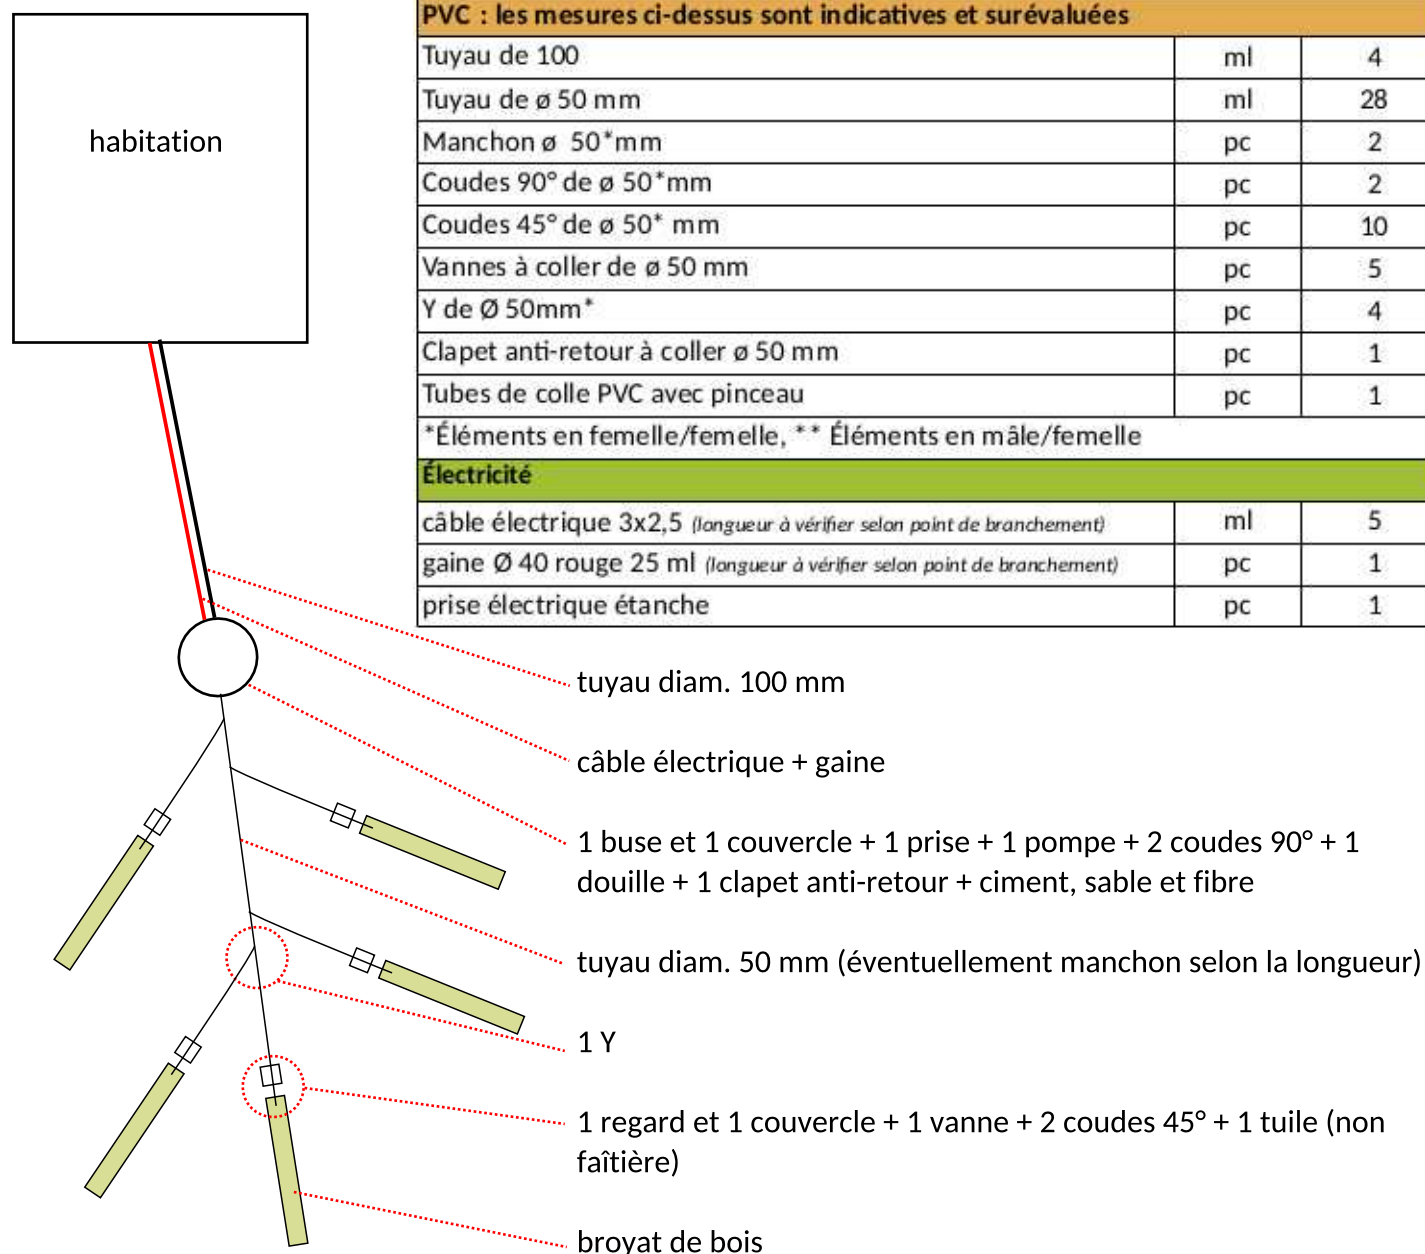 habitation
PVC : les mesures ci-dessus sont indicatives et surévaluées
Tuyau de 100 ml 4
Tuyau de ø 50 mm ml 28
Manchon ø 50*mm pc 2
Coudes 90° de ø 50*mm pc 2
Coudes 45° de ø 50* mm pc 10
Vannes à coller de ø 50 mm pc 5
Y de Ø 50mm* pc 4
Clapet anti-retour à coller ø 50 mm pc 1
Tubes de colle PVC avec pinceau pc 1
*Éléments en femelle/femelle, ** Éléments en mâle/femelle
Électricité
câble électrique 3x2,5 (longueur à vérifier selon point de branchement) ml 5
gaine Ø 40 rouge 25 ml (longueur à vérifier selon point de branchement) pc 1
prise électrique étanche pc 1
tuyau diam. 100 mm
câble électrique + gaine
1 buse et 1 couvercle + 1 prise + 1 pompe + 2 coudes 90° + 1
douille + 1 clapet anti-retour + ciment, sable et fibre
tuyau diam. 50 mm (éventuellement manchon selon la longueur)
1 Y
1 regard et 1 couvercle + 1 vanne + 2 coudes 45° + 1 tuile (non
faîtière)
broyat de bois